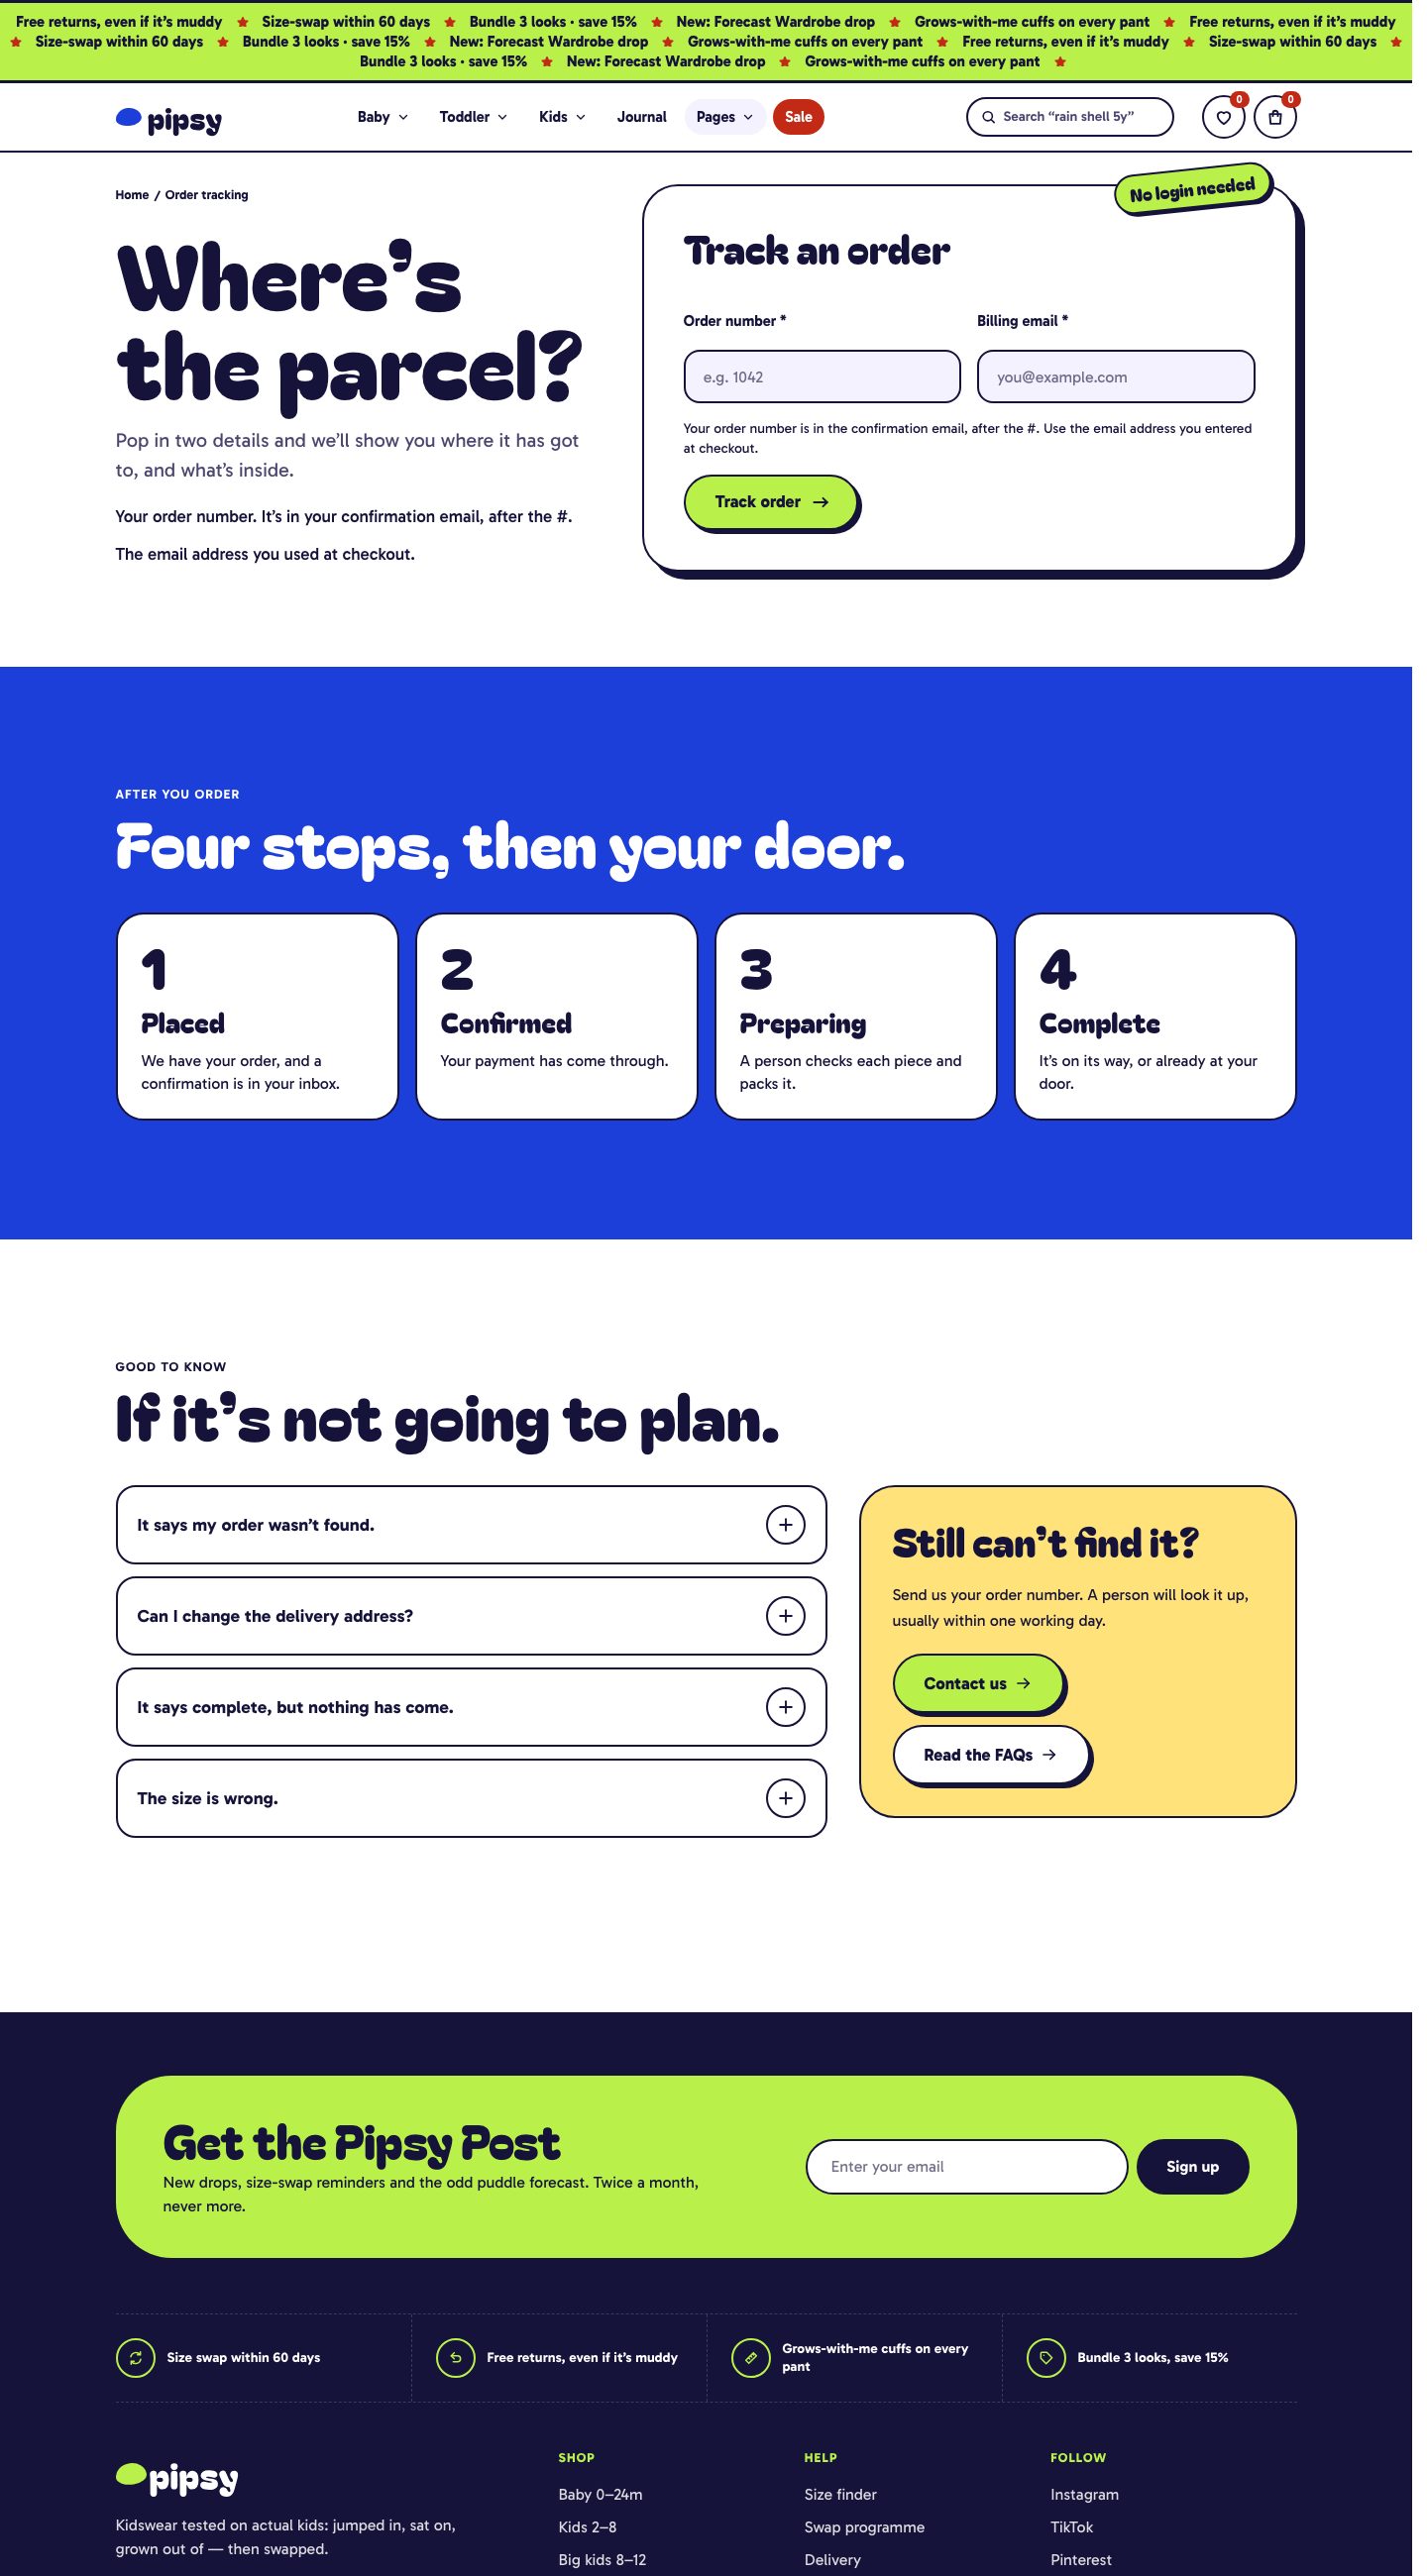 Free returns, even if it’s muddy ★ Size-swap within 60 days ★ Bundle 3 looks · save 15% ★ New: Forecast Wardrobe drop ★ Grows-with-me cuffs on every pant ★ Free returns, even if it’s muddy
★ Size-swap within 60 days ★ Bundle 3 looks · save 15% ★ New: Forecast Wardrobe drop ★ Grows-with-me cuffs on every pant ★ Free returns, even if it’s muddy ★ Size-swap within 60 days ★
Bundle 3 looks · save 15% ★ New: Forecast Wardrobe drop ★ Grows-with-me cuffs on every pant ★
pipsy
Baby
Toddler
Kids
Journal
Pages
Sale
Search “rain shell 5y”
0
0
Home / Order tracking
Where’s
the parcel?
Pop in two details and we’ll show you where it has got
to, and what’s inside.
Your order number. It’s in your confirmation email, after the #.
The email address you used at checkout.
No login needed
Track an order
Order number *
Billing email *
e.g. 1042
you@example.com
Your order number is in the confirmation email, after the #. Use the email address you entered
at checkout.
Track order →
AFTER YOU ORDER
Four stops, then your door.
1
Placed
We have your order, and a
confirmation is in your inbox.
2
Confirmed
Your payment has come through.
3
Preparing
A person checks each piece and
packs it.
4
Complete
It’s on its way, or already at your
door.
GOOD TO KNOW
If it’s not going to plan.
It says my order wasn’t found.
Can I change the delivery address?
It says complete, but nothing has come.
The size is wrong.
Still can’t find it?
Send us your order number. A person will look it up,
usually within one working day.
Contact us →
Read the FAQs →
Get the Pipsy Post
New drops, size-swap reminders and the odd puddle forecast. Twice a month,
never more.
Enter your email
Sign up
Size swap within 60 days
Free returns, even if it’s muddy
Grows-with-me cuffs on every
pant
Bundle 3 looks, save 15%
pipsy
Kidswear tested on actual kids: jumped in, sat on,
grown out of — then swapped.
SHOP
Baby 0–24m
Kids 2–8
Big kids 8–12
HELP
Size finder
Swap programme
Delivery
FOLLOW
Instagram
TikTok
Pinterest